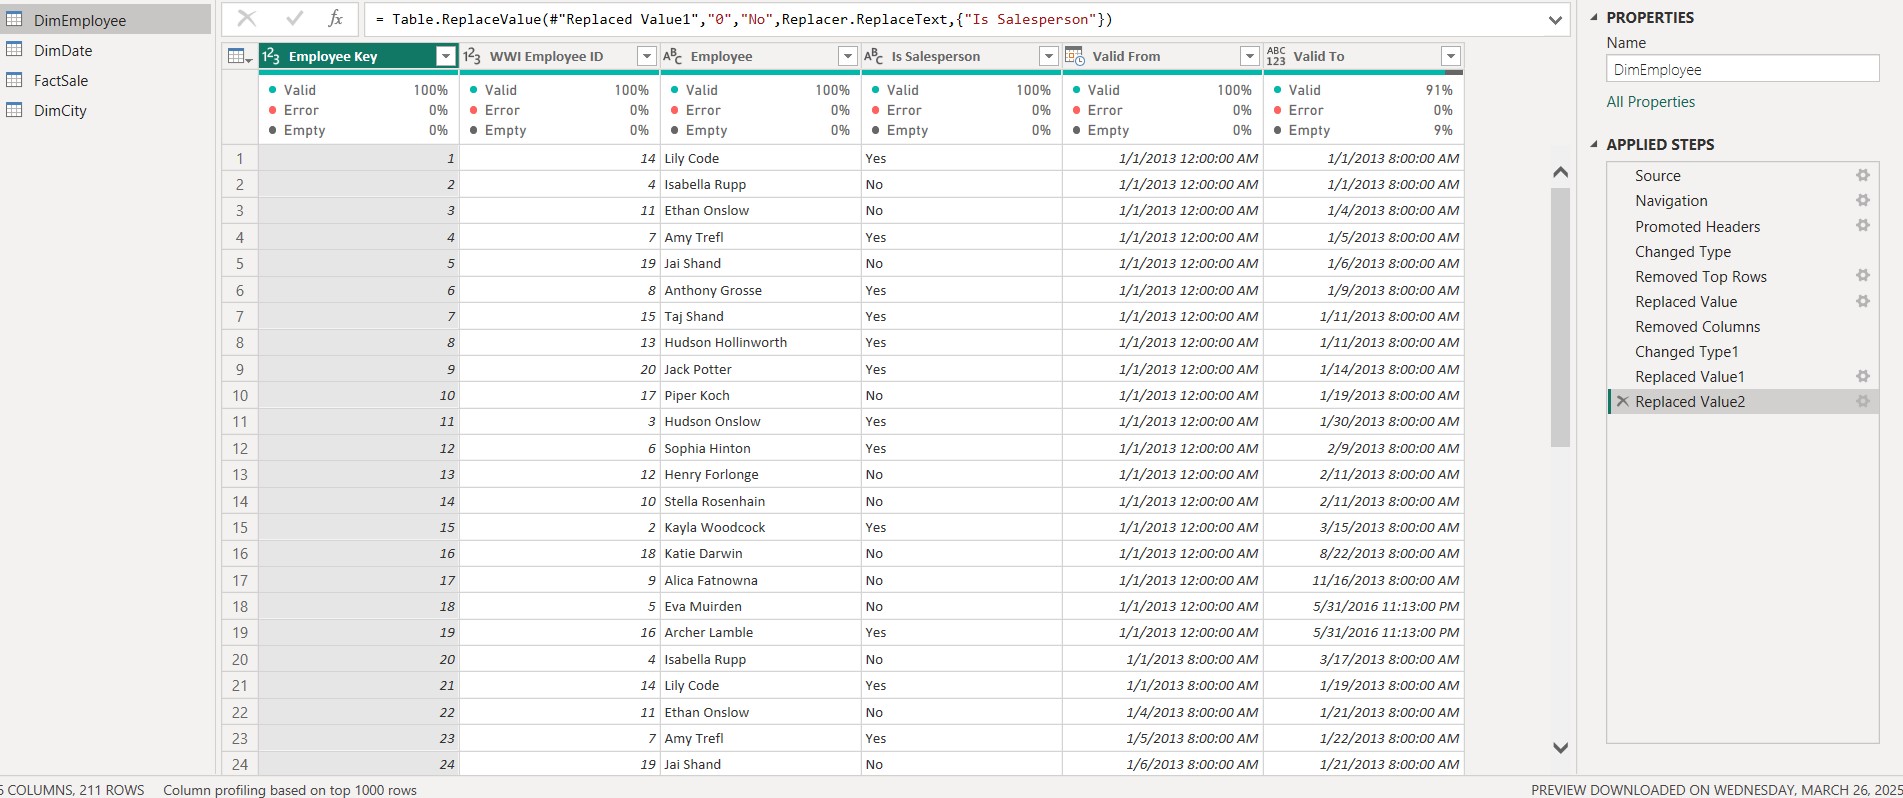 DimEmployee
DimDate
FactSale
DimCity
fx = Table.ReplaceValue(#"Replaced Value1","0","No",Replacer.ReplaceText,{"Is Salesperson"})
1²3 Employee Key 1²3 WWI Employee ID ABC Employee ABC Is Salesperson Valid From ABC 123 Valid To
Valid 100% Valid 100% Valid 100% Valid 100% Valid 100% Valid 91%
Error 0% Error 0% Error 0% Error 0% Error 0% Error 0%
Empty 0% Empty 0% Empty 0% Empty 0% Empty 0% Empty 9%
1 1 14 Lily Code Yes 1/1/2013 12:00:00 AM 1/1/2013 8:00:00 AM
2 2 4 Isabella Rupp No 1/1/2013 12:00:00 AM 1/1/2013 8:00:00 AM
3 3 11 Ethan Onslow No 1/1/2013 12:00:00 AM 1/4/2013 8:00:00 AM
4 4 7 Amy Trefl Yes 1/1/2013 12:00:00 AM 1/5/2013 8:00:00 AM
5 5 19 Jai Shand No 1/1/2013 12:00:00 AM 1/6/2013 8:00:00 AM
6 6 8 Anthony Grosse Yes 1/1/2013 12:00:00 AM 1/9/2013 8:00:00 AM
7 7 15 Taj Shand Yes 1/1/2013 12:00:00 AM 1/11/2013 8:00:00 AM
8 8 13 Hudson Hollinworth Yes 1/1/2013 12:00:00 AM 1/11/2013 8:00:00 AM
9 9 20 Jack Potter Yes 1/1/2013 12:00:00 AM 1/14/2013 8:00:00 AM
10 10 17 Piper Koch No 1/1/2013 12:00:00 AM 1/19/2013 8:00:00 AM
11 11 3 Hudson Onslow Yes 1/1/2013 12:00:00 AM 1/30/2013 8:00:00 AM
12 12 6 Sophia Hinton Yes 1/1/2013 12:00:00 AM 2/9/2013 8:00:00 AM
13 13 12 Henry Forlonge No 1/1/2013 12:00:00 AM 2/11/2013 8:00:00 AM
14 14 10 Stella Rosenhain No 1/1/2013 12:00:00 AM 2/11/2013 8:00:00 AM
15 15 2 Kayla Woodcock Yes 1/1/2013 12:00:00 AM 3/15/2013 8:00:00 AM
16 16 18 Katie Darwin No 1/1/2013 12:00:00 AM 8/22/2013 8:00:00 AM
17 17 9 Alica Fatnowna No 1/1/2013 12:00:00 AM 11/16/2013 8:00:00 AM
18 18 5 Eva Muirden No 1/1/2013 12:00:00 AM 5/31/2016 11:13:00 PM
19 19 16 Archer Lamble Yes 1/1/2013 12:00:00 AM 5/31/2016 11:13:00 PM
20 20 4 Isabella Rupp No 1/1/2013 8:00:00 AM 3/17/2013 8:00:00 AM
21 21 14 Lily Code Yes 1/1/2013 8:00:00 AM 1/19/2013 8:00:00 AM
22 22 11 Ethan Onslow No 1/4/2013 8:00:00 AM 1/21/2013 8:00:00 AM
23 23 7 Amy Trefl Yes 1/5/2013 8:00:00 AM 1/22/2013 8:00:00 AM
24 24 19 Jai Shand No 1/6/2013 8:00:00 AM 1/21/2013 8:00:00 AM
PROPERTIES
Name
DimEmployee
All Properties
APPLIED STEPS
Source
Navigation
Promoted Headers
Changed Type
Removed Top Rows
Replaced Value
Removed Columns
Changed Type1
Replaced Value1
Replaced Value2
COLUMNS, 211 ROWS Column profiling based on top 1000 rows PREVIEW DOWNLOADED ON WEDNESDAY, MARCH 26, 2025